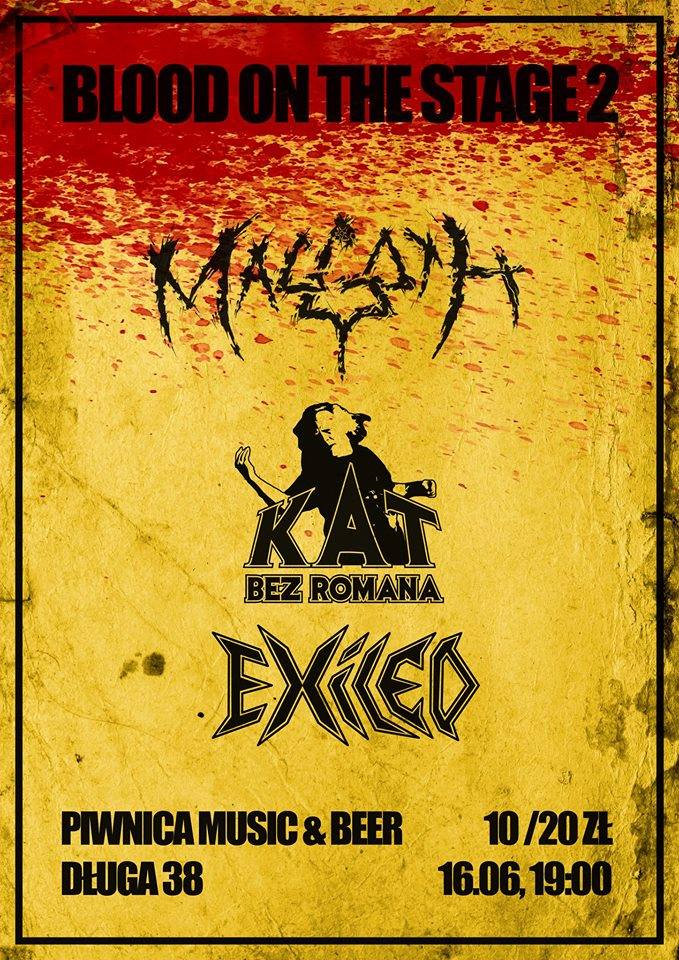 BLOOD ON THE STAGE 2
KAT
BEZ ROMANA
EXILED
PIWNICA MUSIC & BEER
10 /20 ZŁ
DŁUGA 38
16.06, 19:00